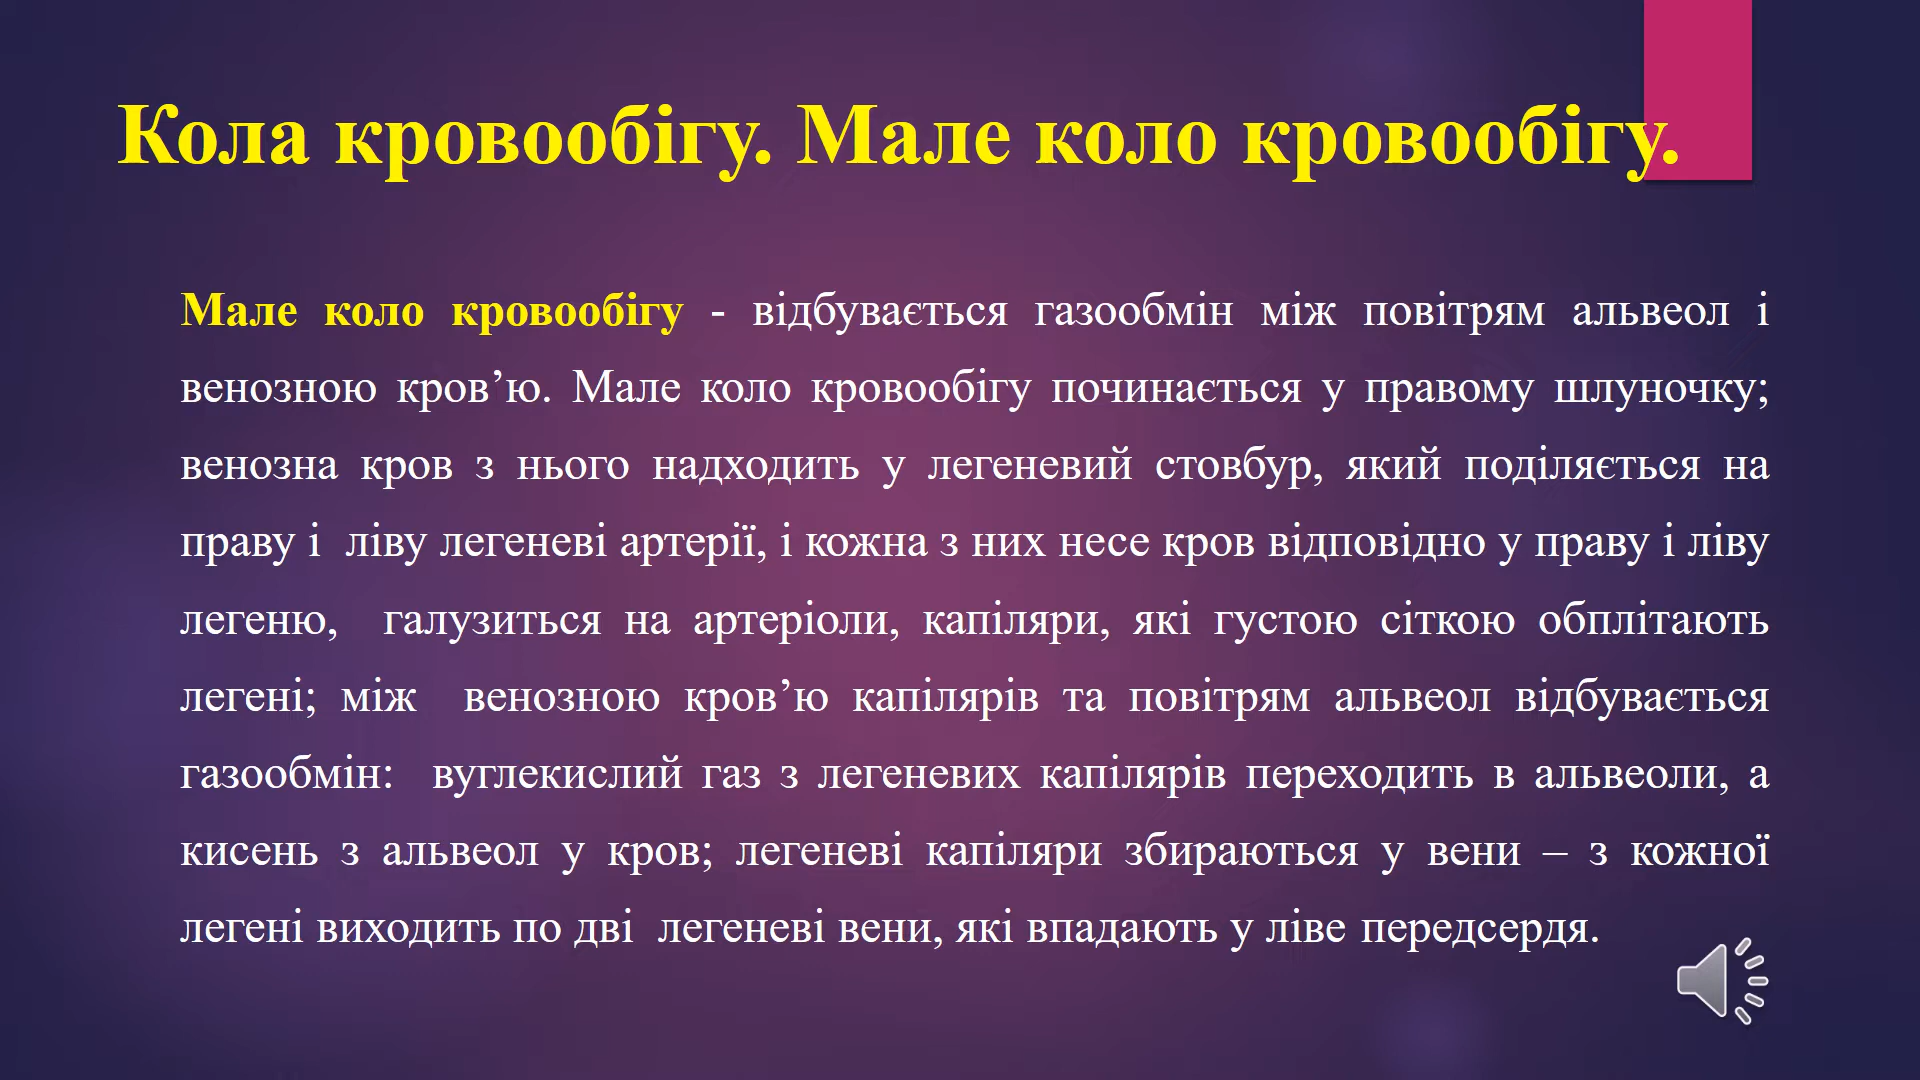 Кола кровообігу. Мале коло кровообігу.
Мале коло кровообігу - відбувається газообмін між повітрям альвеол і
венозною кров’ю. Мале коло кровообігу починається у правому шлуночку;
венозна кров з нього надходить у легеневий стовбур, який поділяється на
праву і ліву легеневі артерії, і кожна з них несе кров відповідно у праву і ліву
легеню, галузиться на артеріоли, капіляри, які густою сіткою обплітають
легені; між венозною кров’ю капілярів та повітрям альвеол відбувається
газообмін: вуглекислий газ з легеневих капілярів переходить в альвеоли, а
кисень з альвеол у кров; легеневі капіляри збираються у вени – з кожної
легені виходить по дві легеневі вени, які впадають у ліве передсердя.